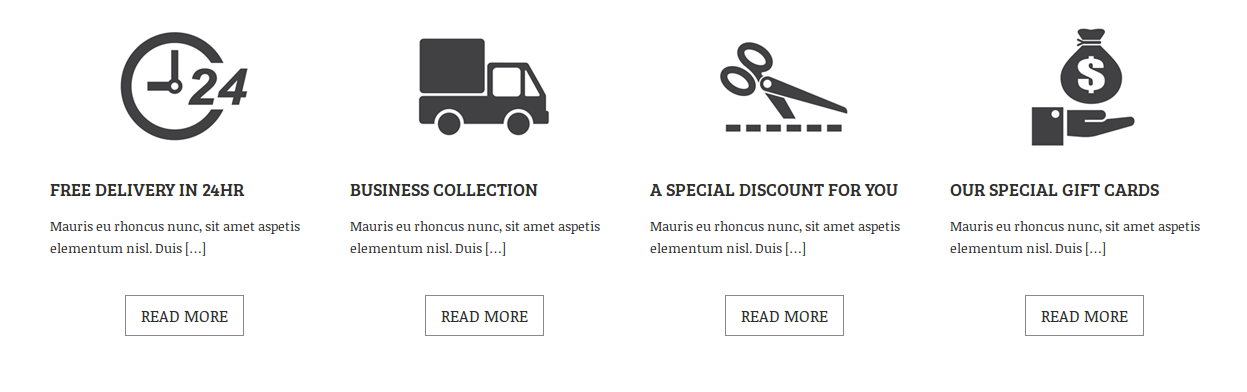 24
$
FREE DELIVERY IN 24HR
Mauris eu rhoncus nunc, sit amet aspetis
elementum nisl. Duis […]
READ MORE
BUSINESS COLLECTION
Mauris eu rhoncus nunc, sit amet aspetis
elementum nisl. Duis […]
READ MORE
A SPECIAL DISCOUNT FOR YOU
Mauris eu rhoncus nunc, sit amet aspetis
elementum nisl. Duis […]
READ MORE
OUR SPECIAL GIFT CARDS
Mauris eu rhoncus nunc, sit amet aspetis
elementum nisl. Duis […]
READ MORE